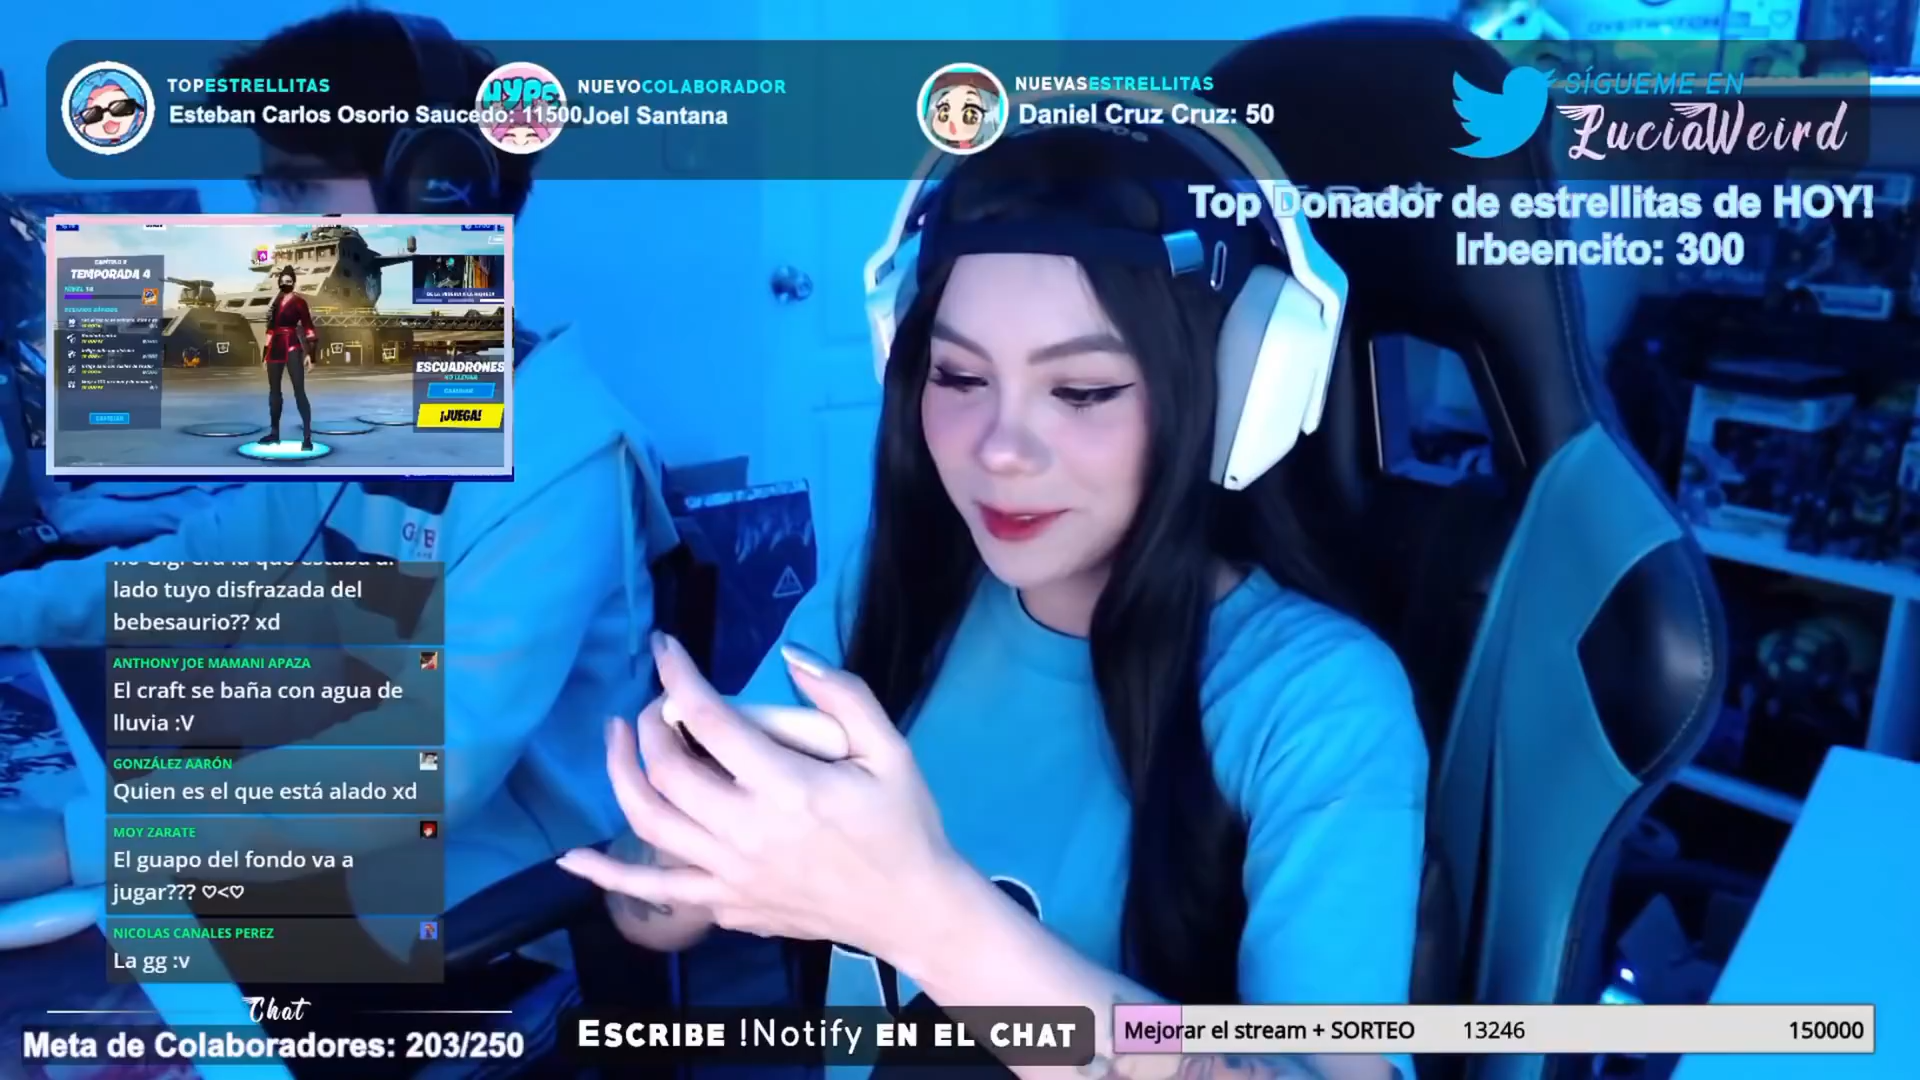 TOPESTRELLITAS
Esteban Carlos Osorio Saucedo: 11500
HYPE
NUEVOCOLABORADOR
Joel Santana
NUEVASESTRELLITAS
Daniel Cruz Cruz: 50
SÍGUEME EN
LuciaWeird
Top Donador de estrellitas de HOY!
Irbeencito: 300
TEMPORADA 4
ESCUADRONES
¡JUEGA!
lado tuyo disfrazada del
bebesaurio?? xd
ANTHONY JOE MAMANI APAZA
El craft se baña con agua de
lluvia :V
GONZÁLEZ AARÓN
Quien es el que está alado xd
MOY ZARATE
El guapo del fondo va a
jugar??? ♡<♡
NICOLAS CANALES PEREZ
La gg :v
Chat
Meta de Colaboradores: 203/250
ESCRIBE !Notify EN EL CHAT
Mejorar el stream + SORTEO 13246 150000